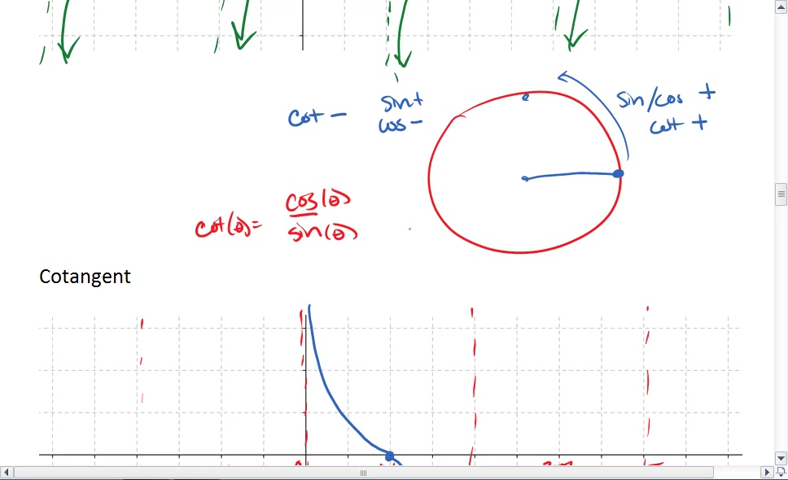 sin/cos +
cot +
sin+
cos-
cot -
cot(θ)= cos(θ)
sin(θ)
Cotangent